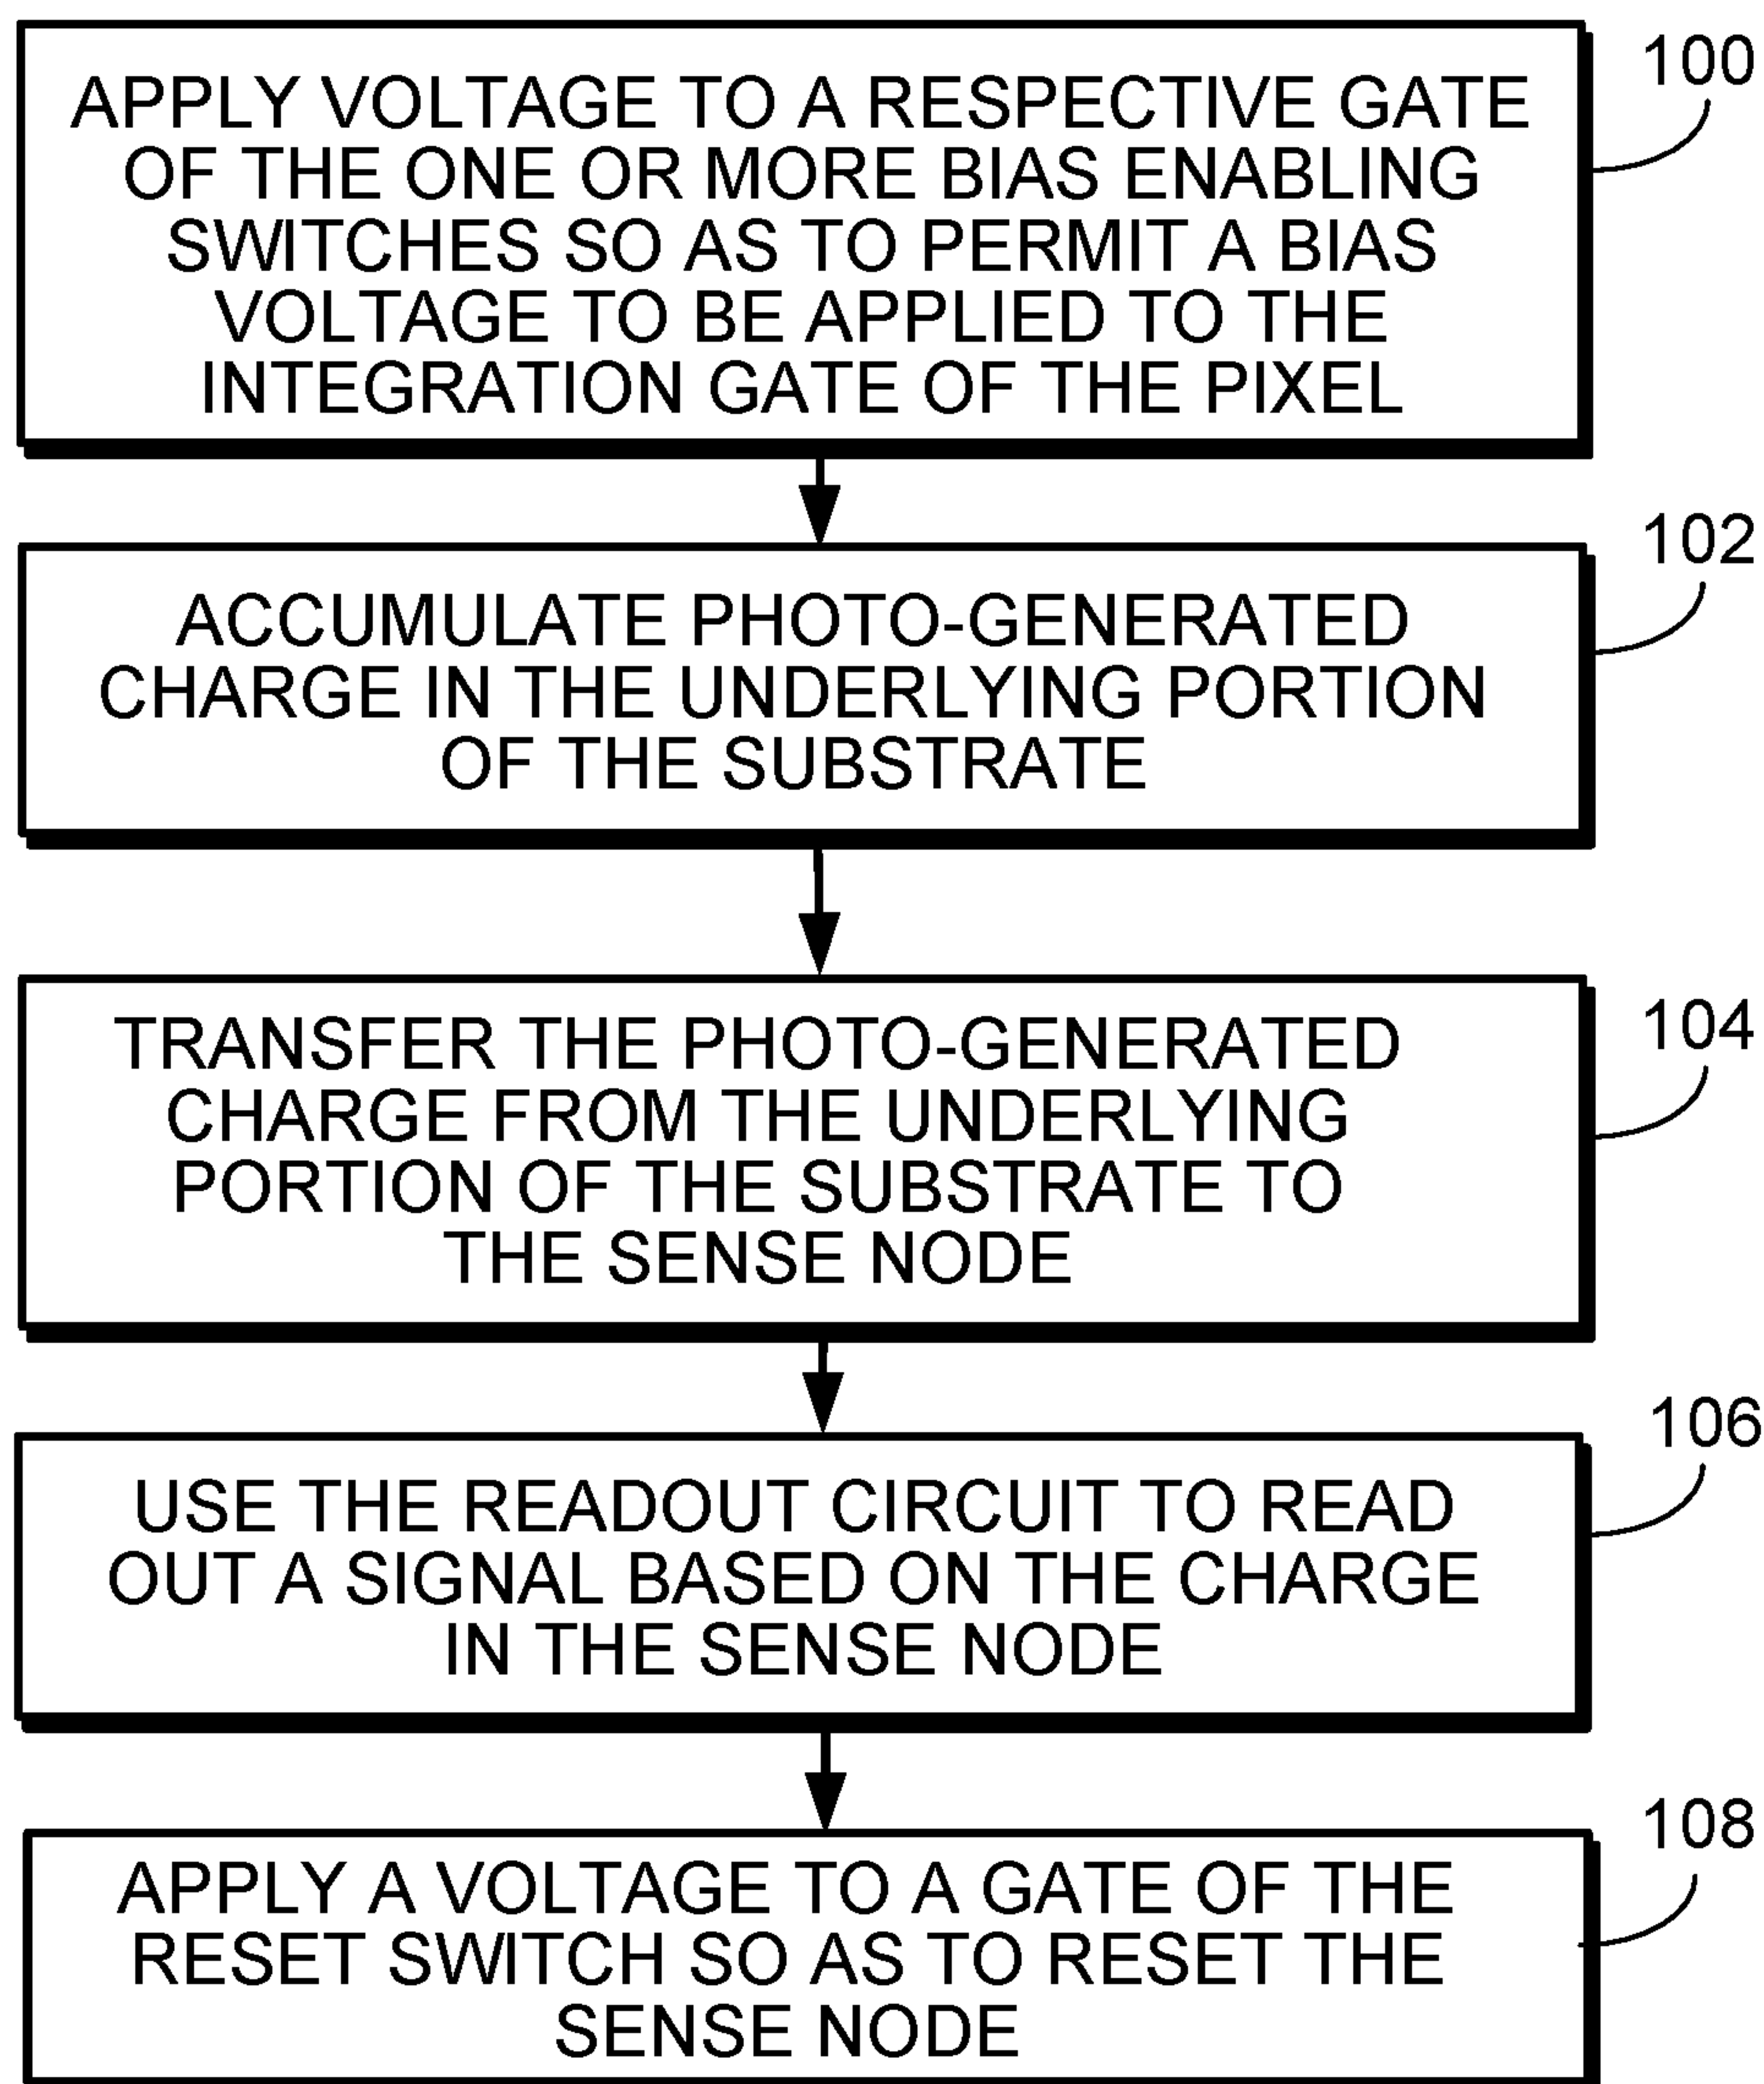 100
APPLY VOLTAGE TO A RESPECTIVE GATE
OF THE ONE OR MORE BIAS ENABLING
SWITCHES SO AS TO PERMIT A BIAS
VOLTAGE TO BE APPLIED TO THE
INTEGRATION GATE OF THE PIXEL
102
ACCUMULATE PHOTO-GENERATED
CHARGE IN THE UNDERLYING PORTION
OF THE SUBSTRATE
104
TRANSFER THE PHOTO-GENERATED
CHARGE FROM THE UNDERLYING
PORTION OF THE SUBSTRATE TO
THE SENSE NODE
106
USE THE READOUT CIRCUIT TO READ
OUT A SIGNAL BASED ON THE CHARGE
IN THE SENSE NODE
108
APPLY A VOLTAGE TO A GATE OF THE
RESET SWITCH SO AS TO RESET THE
SENSE NODE